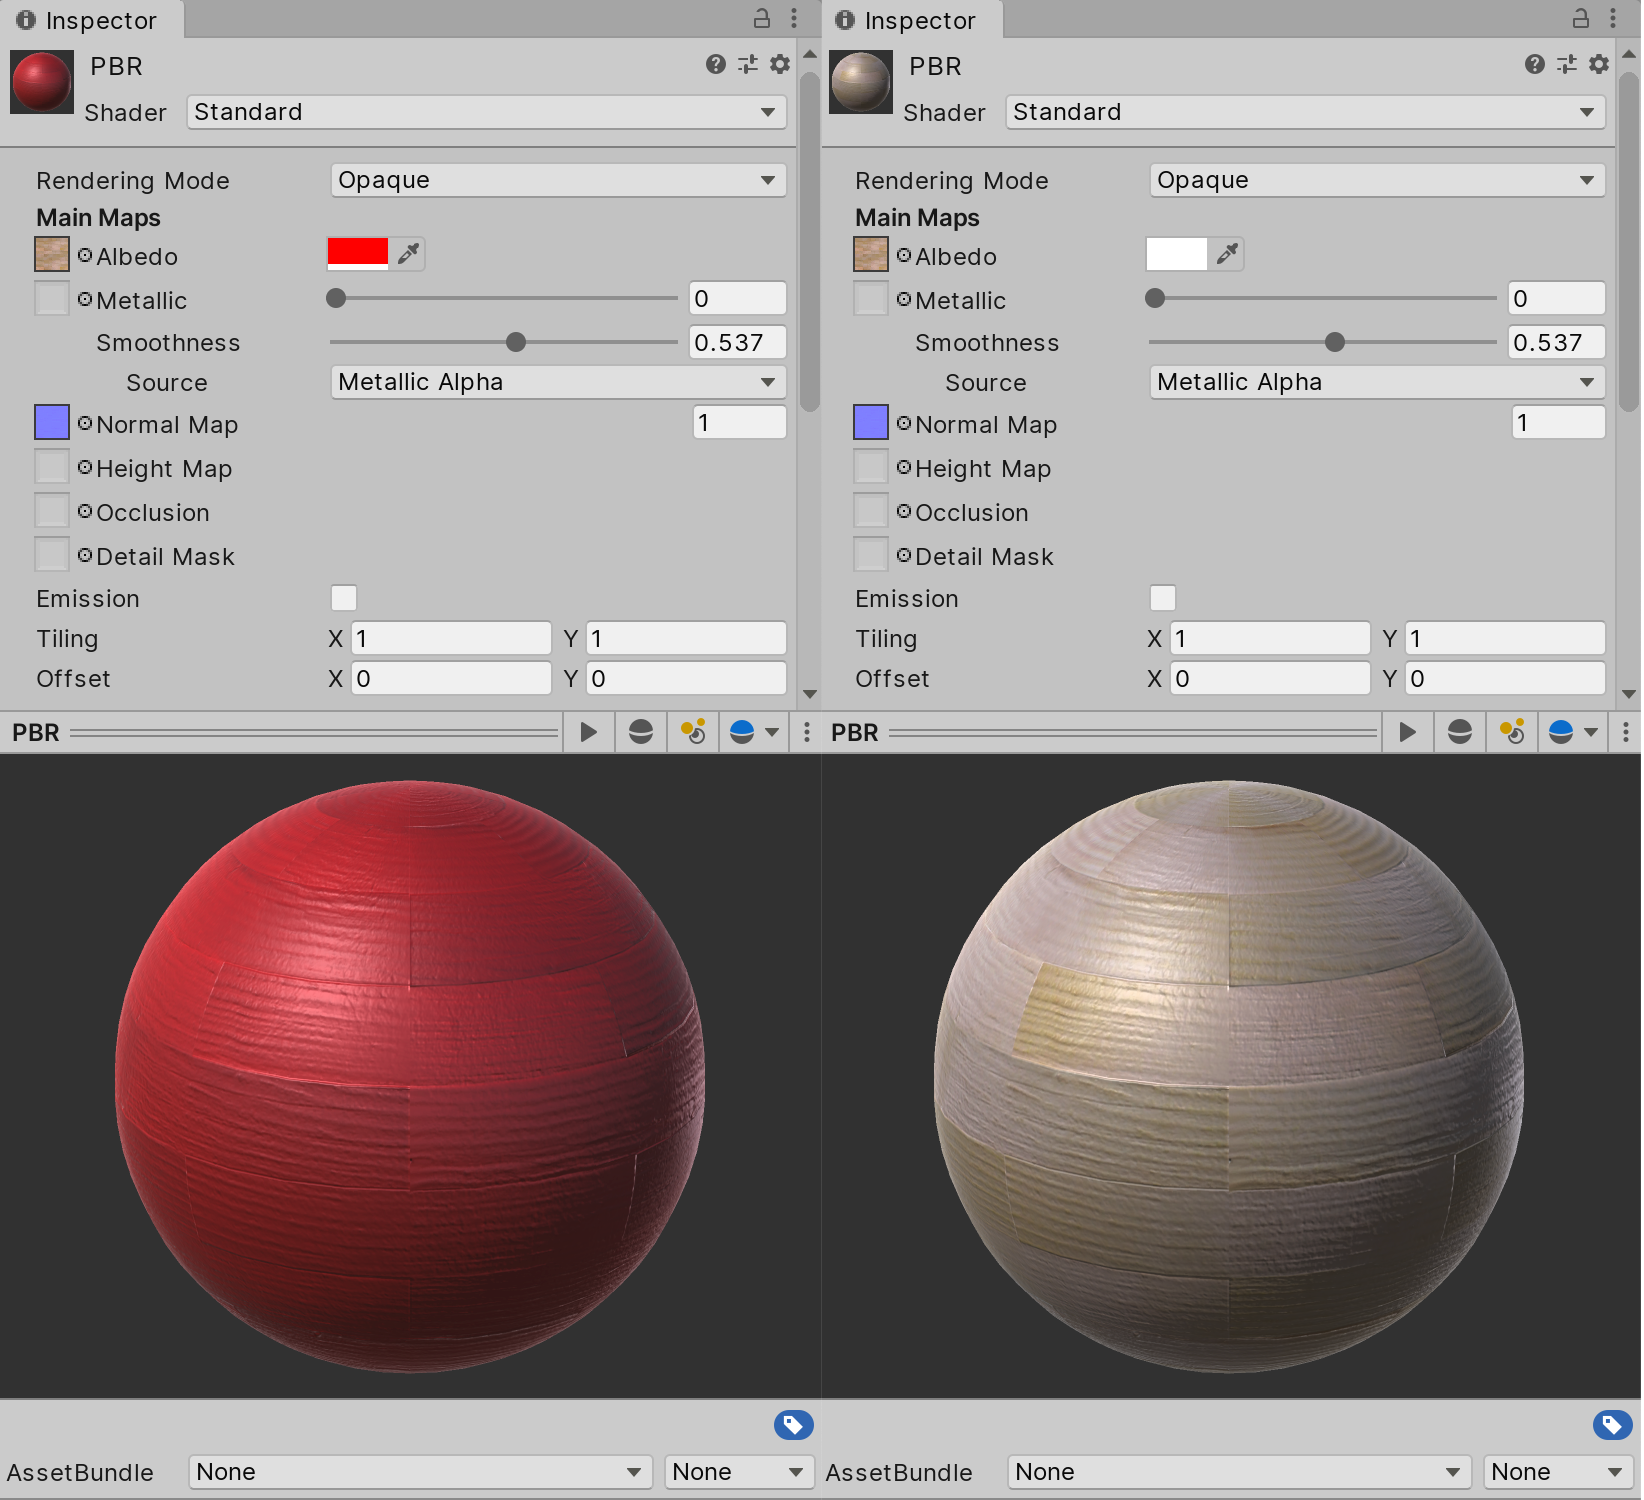 Inspector
PBR
Shader Standard
Rendering Mode Opaque
Main Maps
Albedo
Metallic 0
Smoothness 0.537
Source Metallic Alpha
Normal Map 1
Height Map
Occlusion
Detail Mask
Emission
Tiling X 1 Y 1
Offset X 0 Y 0
PBR
AssetBundle None None
Inspector
PBR
Shader Standard
Rendering Mode Opaque
Main Maps
Albedo
Metallic 0
Smoothness 0.537
Source Metallic Alpha
Normal Map 1
Height Map
Occlusion
Detail Mask
Emission
Tiling X 1 Y 1
Offset X 0 Y 0
PBR
AssetBundle None None